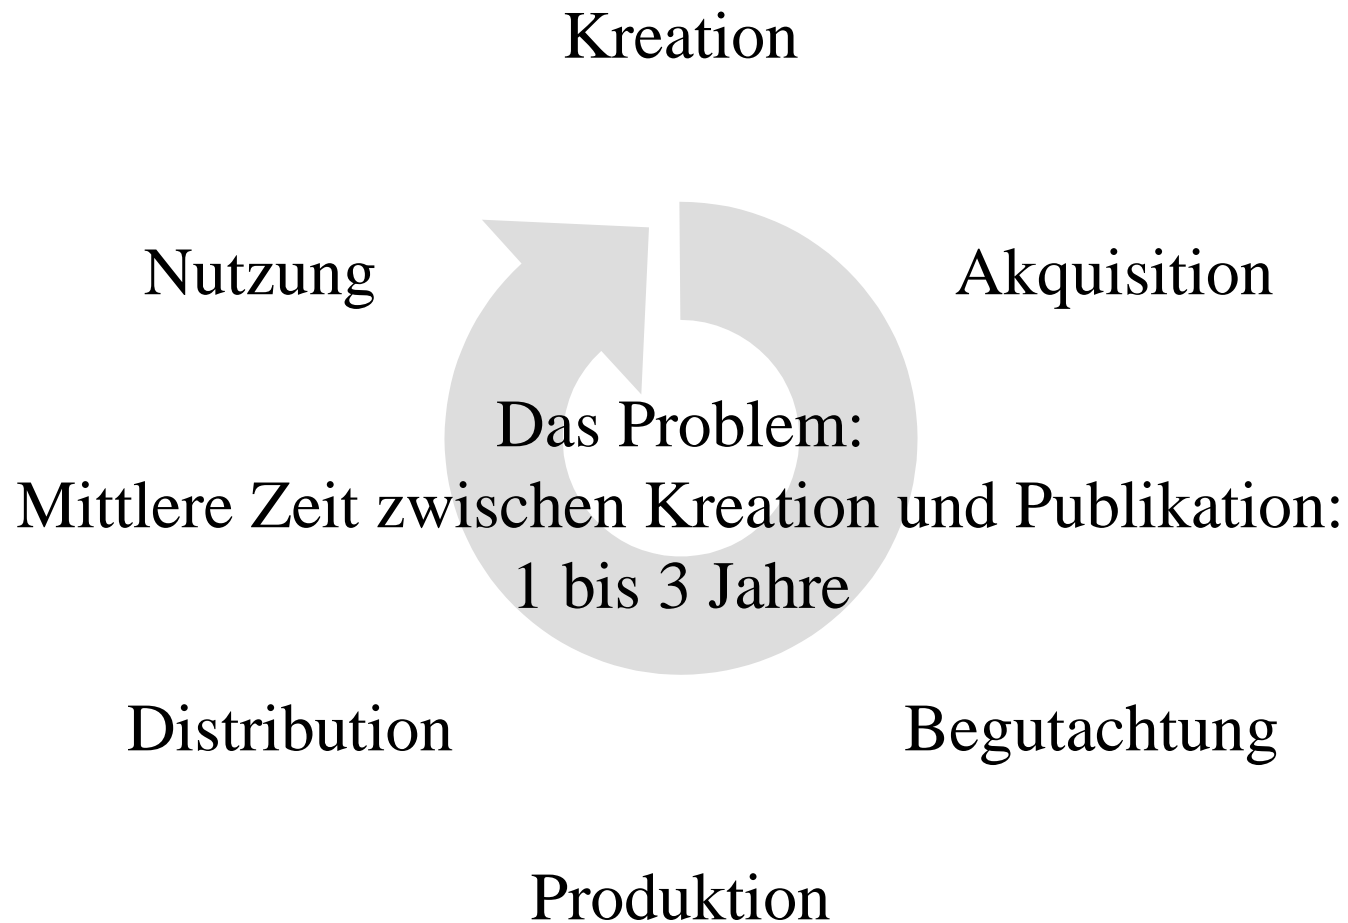 Kreation
Nutzung
Akquisition
Das Problem:
Mittlere Zeit zwischen Kreation und Publikation:
1 bis 3 Jahre
Distribution
Begutachtung
Produktion